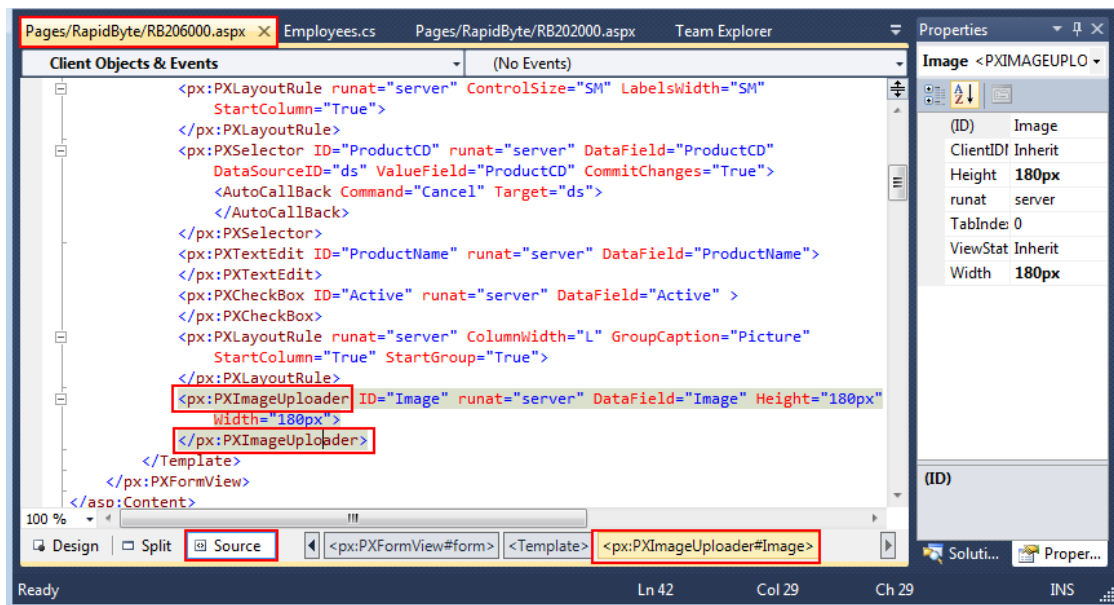 Pages/RapidByte/RB206000.aspx × Employees.cs Pages/RapidByte/RB202000.aspx Team Explorer
Client Objects & Events (No Events)
<px:PXLayoutRule runat="server" ControlSize="SM" LabelsWidth="SM"
StartColumn="True">
</px:PXLayoutRule>
<px:PXSelector ID="ProductCD" runat="server" DataField="ProductCD"
DataSourceID="ds" ValueField="ProductCD" CommitChanges="True">
<AutoCallBack Command="Cancel" Target="ds">
</AutoCallBack>
</px:PXSelector>
<px:PXTextEdit ID="ProductName" runat="server" DataField="ProductName">
</px:PXTextEdit>
<px:PXCheckBox ID="Active" runat="server" DataField="Active" >
</px:PXCheckBox>
<px:PXLayoutRule runat="server" ColumnWidth="L" GroupCaption="Picture"
StartColumn="True" StartGroup="True">
</px:PXLayoutRule>
<px:PXImageUploader ID="Image" runat="server" DataField="Image" Height="180px"
Width="180px">
</px:PXImageUploader>
</Template>
</px:PXFormView>
</asp:Content>
100 %
Design Split Source <px:PXFormView#form> <Template> <px:PXImageUploader#Image>
Properties
Image <PXIMAGEUPLO
(ID) Image
ClientIDM Inherit
Height 180px
runat server
TabIndex 0
ViewStat Inherit
Width 180px
(ID)
Soluti... Proper...
Ready Ln 42 Col 29 Ch 29 INS